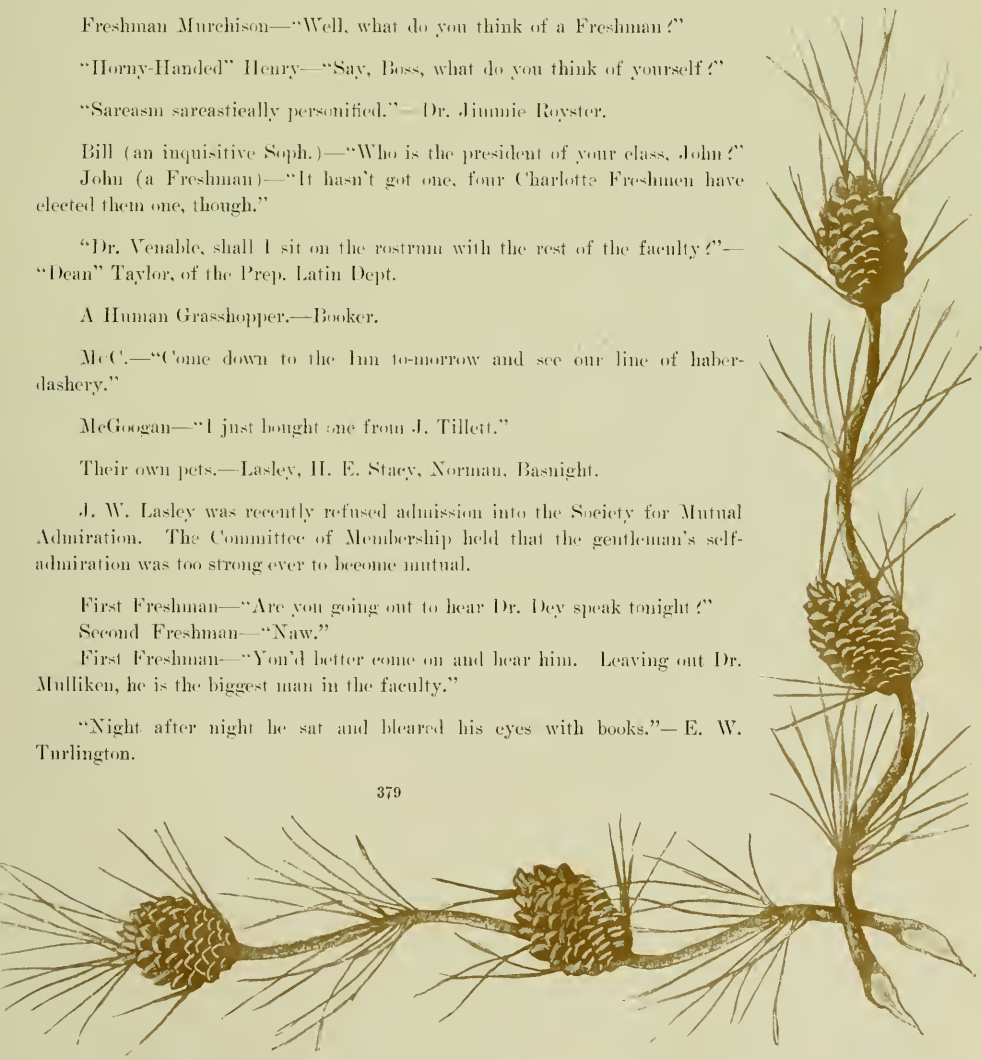 Freshman Murchison—“Well, what do you think of a Freshman?”
“Horny-Handed” Henry—“Say, Boss, what do you think of yourself?”
“Sarcasm sarcastically personified.”—Dr. Jimmie Royster.
Bill (an inquisitive Soph.)—“Who is the president of your class, John?”
John (a Freshman)—“It hasn't got one, four Charlotte Freshmen have
elected them one, though.”
“Dr. Venable, shall I sit on the rostrum with the rest of the faculty?”—
“Dean” Taylor, of the Prep. Latin Dept.
A Human Grasshopper.—Booker.
McC.—“Come down to the Inn to-morrow and see our line of haber-
dashery.”
McGoogan—“I just bought one from J. Tillett.”
Their own pets.—Lasley, H. E. Stacy, Norman, Basnight.
J. W. Lasley was recently refused admission into the Society for Mutual
Admiration. The Committee of Membership held that the gentleman's self-
admiration was too strong ever to become mutual.
First Freshman—“Are you going out to hear Dr. Dey speak tonight?”
Second Freshman—“Naw.”
First Freshman—“You'd better come on and hear him. Leaving out Dr.
Mulliken, he is the biggest man in the faculty.”
“Night after night he sat and bleared his eyes with books.”—E. W.
Turlington.
379